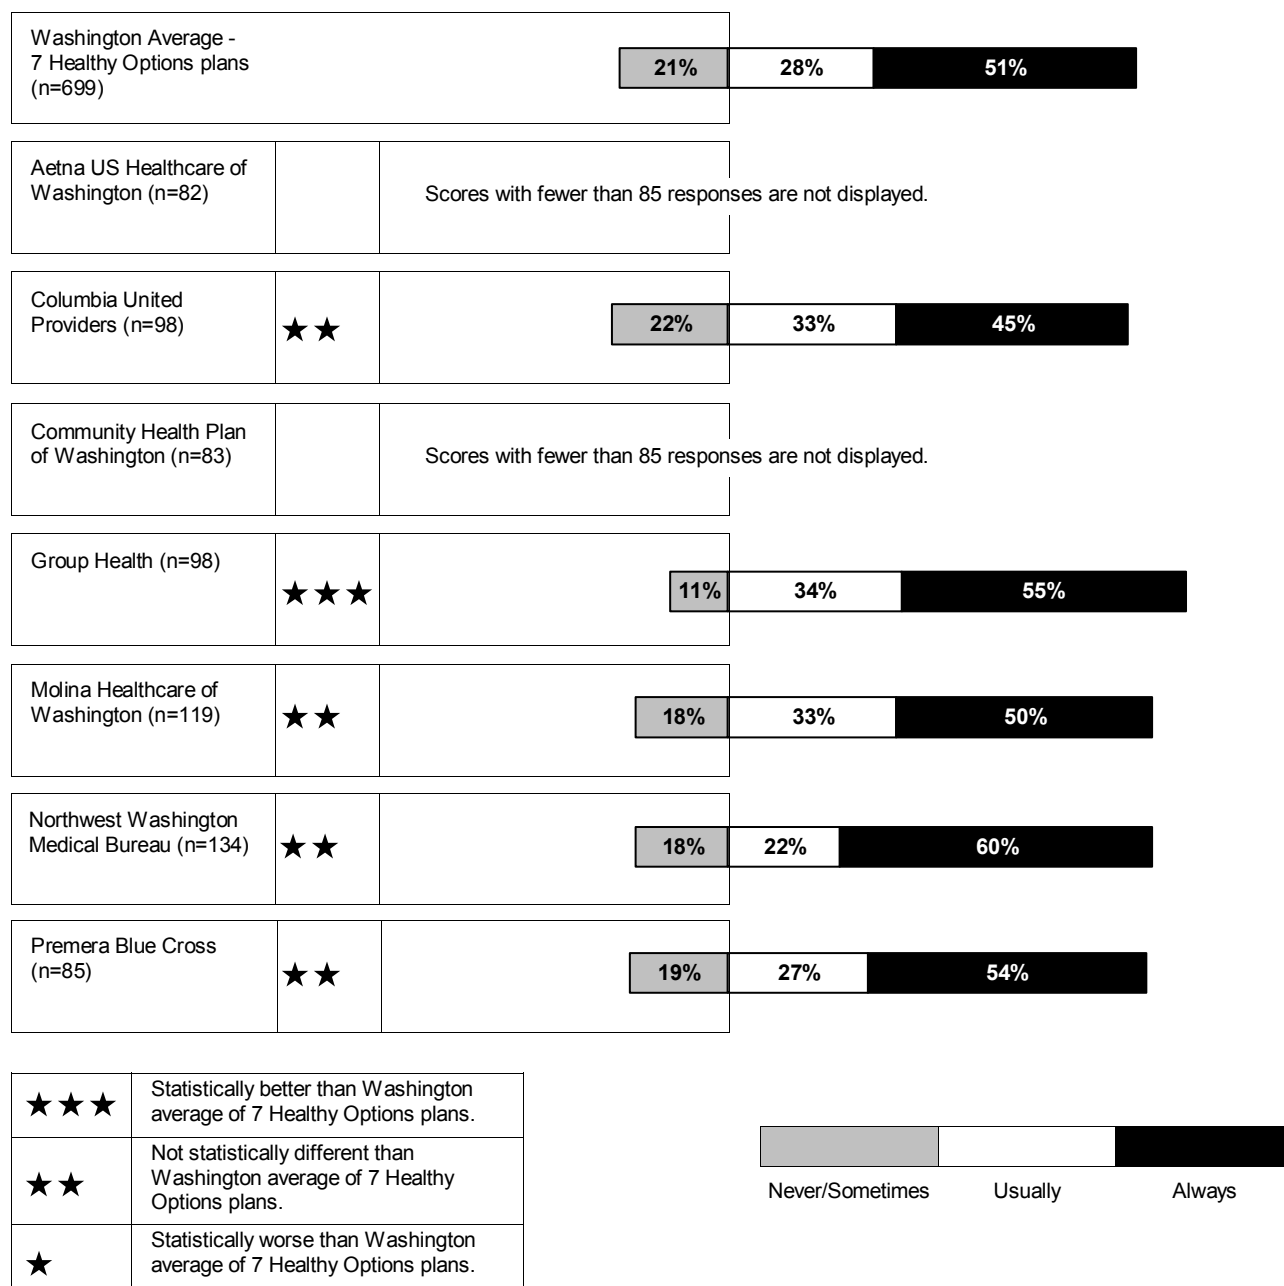 Washington Average -
7 Healthy Options plans
(n=699)
21% 28% 51%
Aetna US Healthcare of
Washington (n=82)
Scores with fewer than 85 responses are not displayed.
Columbia United
Providers (n=98)
★★
22% 33% 45%
Community Health Plan
of Washington (n=83)
Scores with fewer than 85 responses are not displayed.
Group Health (n=98)
★★★
11% 34% 55%
Molina Healthcare of
Washington (n=119)
★★
18% 33% 50%
Northwest Washington
Medical Bureau (n=134)
★★
18% 22% 60%
Premera Blue Cross
(n=85)
★★
19% 27% 54%
★★★
Statistically better than Washington
average of 7 Healthy Options plans.
★★
Not statistically different than
Washington average of 7 Healthy
Options plans.
★
Statistically worse than Washington
average of 7 Healthy Options plans.
Never/Sometimes Usually Always